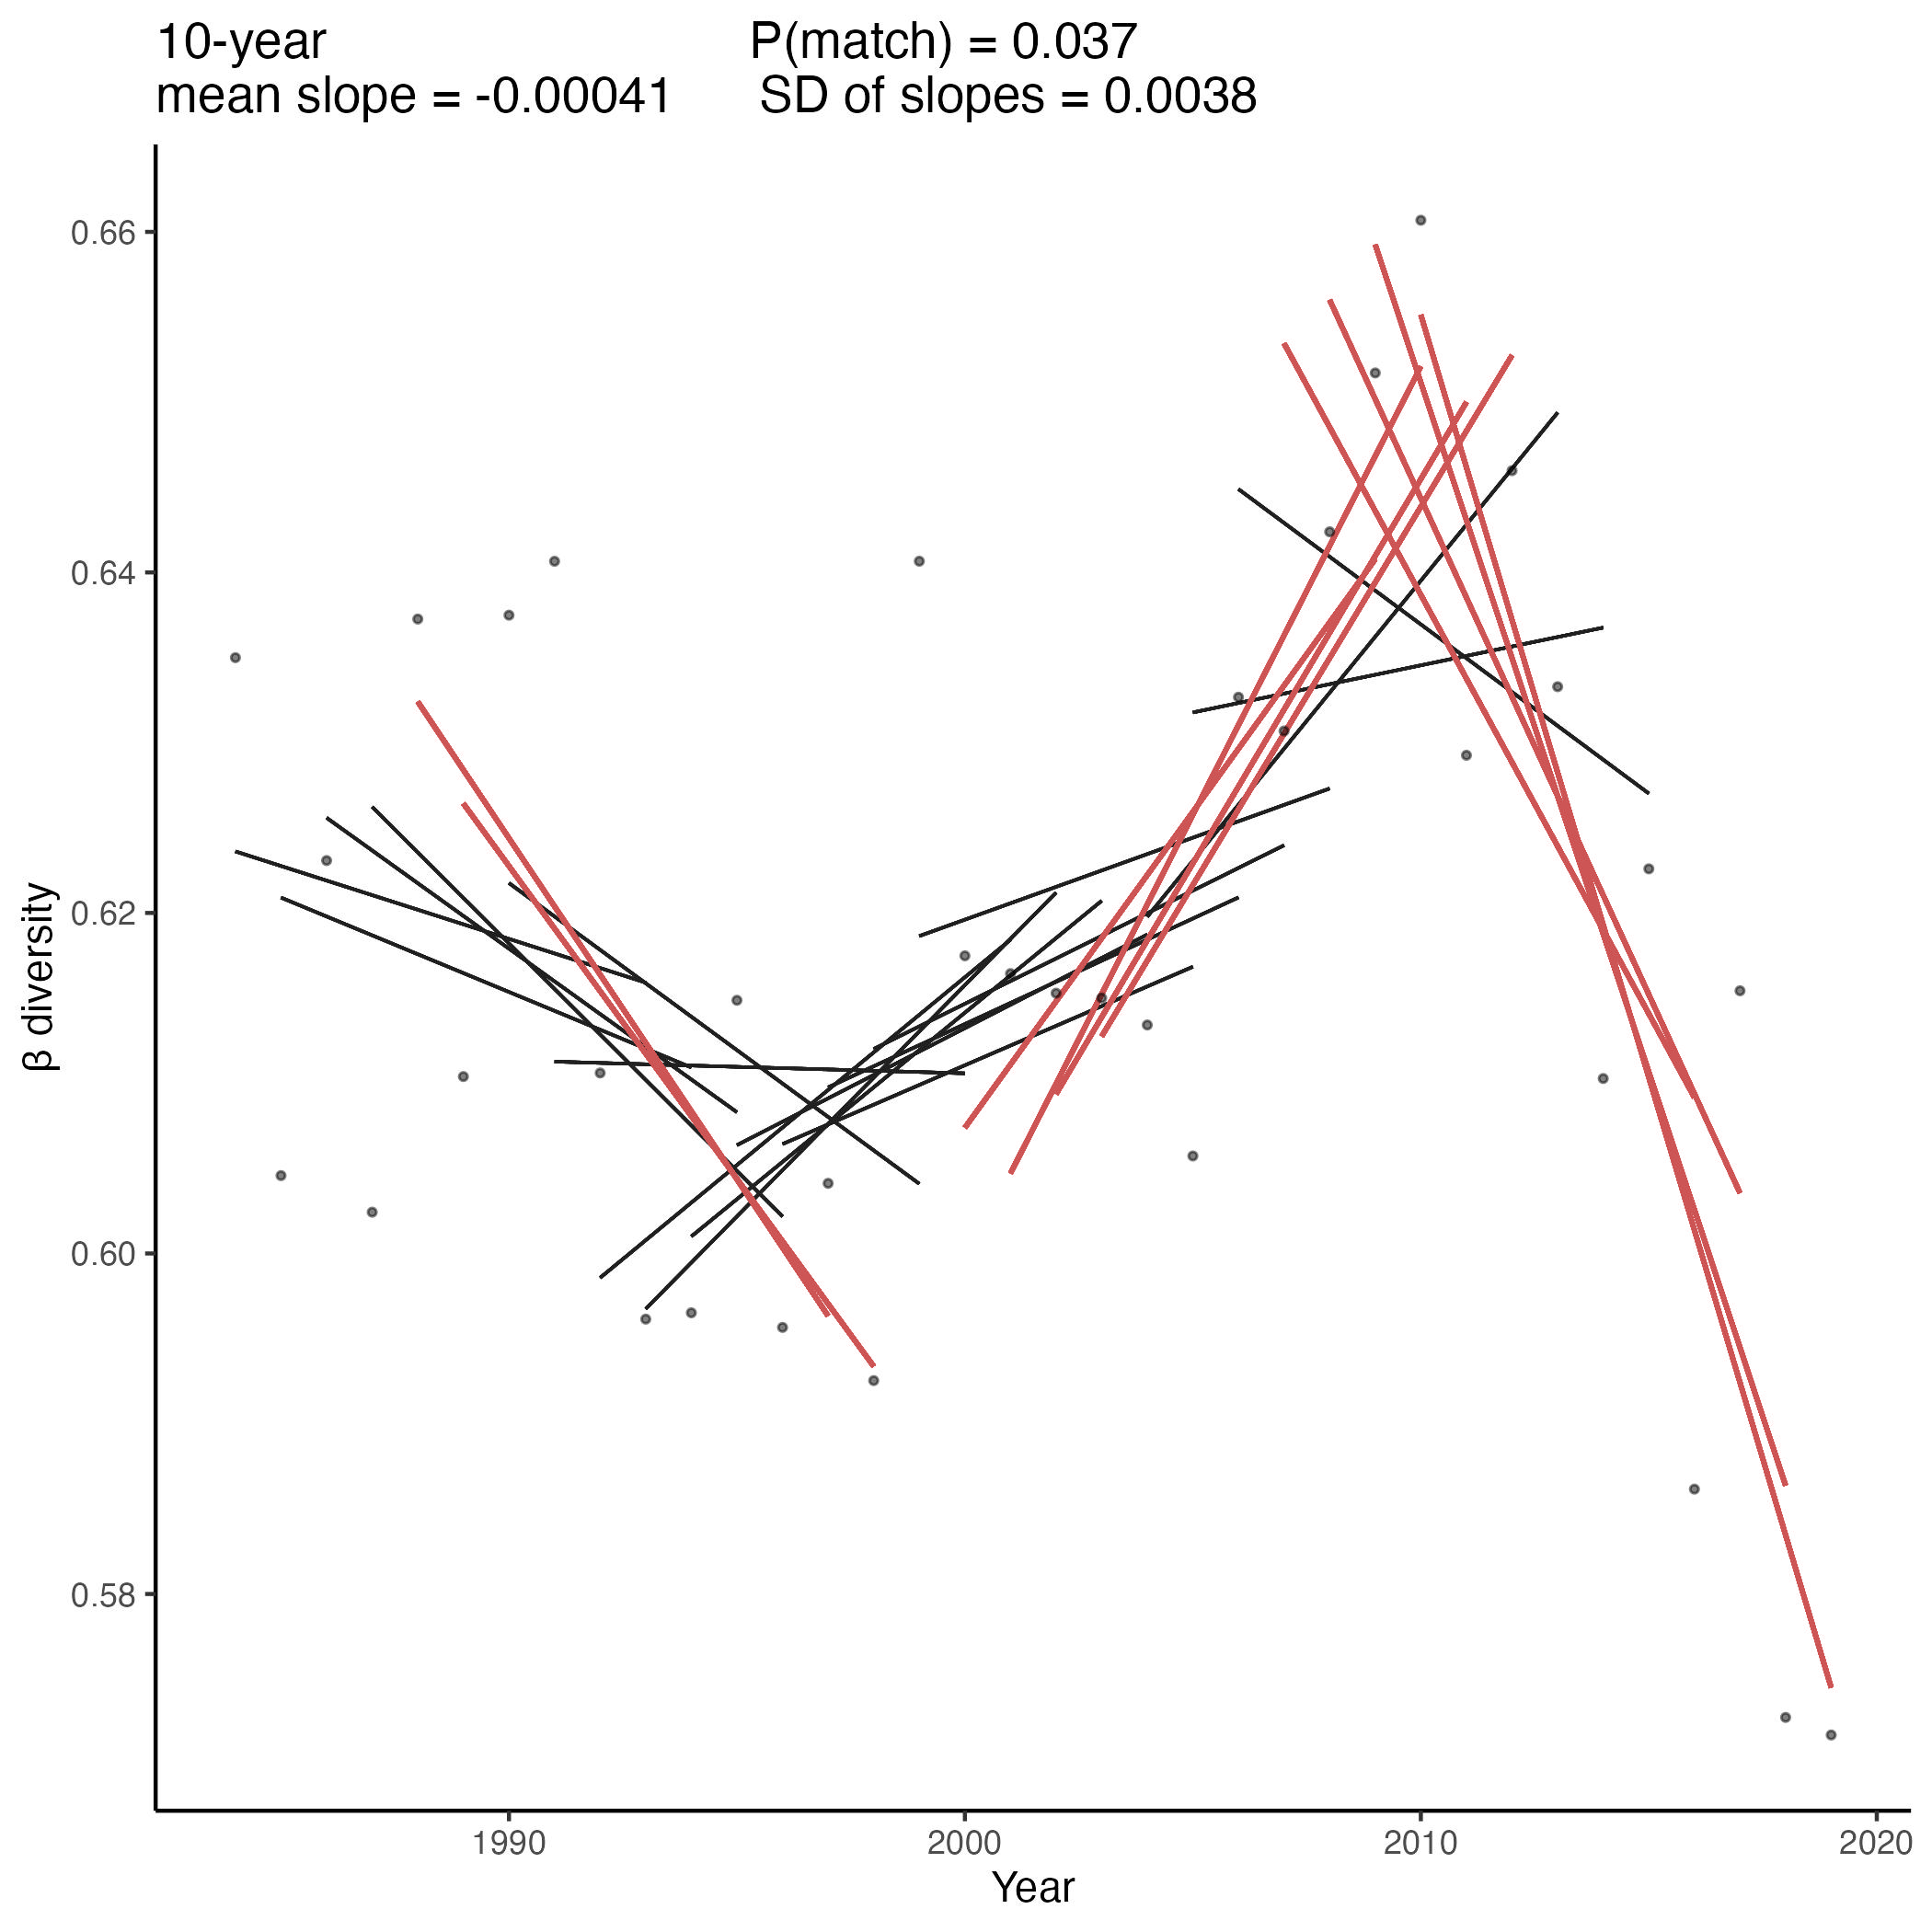 10-year P(match) = 0.037
mean slope = -0.00041 SD of slopes = 0.0038
0.66
0.64
0.62
0.60
0.58
β diversity
1990 2000 2010 2020
Year